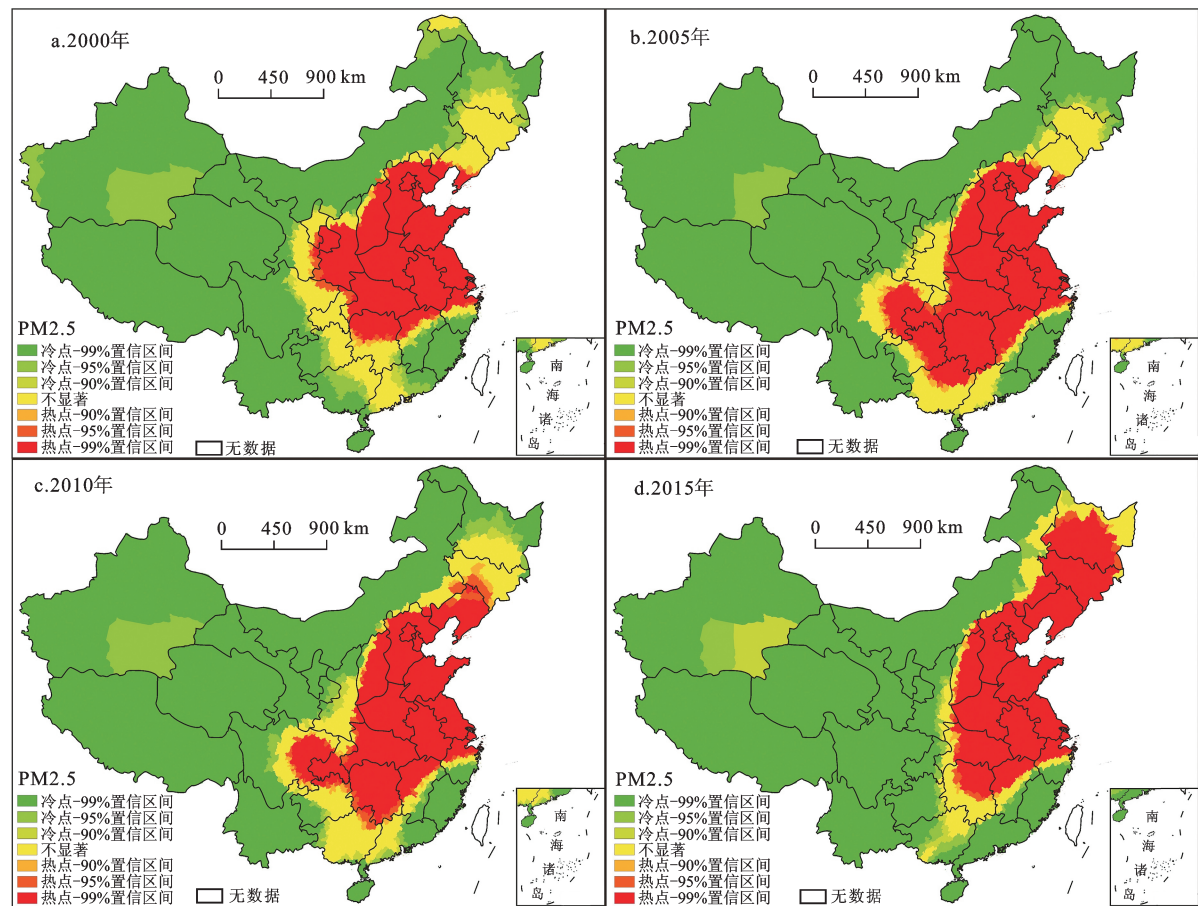 a.2000年
0 450 900 km
PM2.5
冷点-99%置信区间
冷点-95%置信区间
冷点-90%置信区间
不显著
热点-90%置信区间
热点-95%置信区间
热点-99%置信区间
无数据
南
海
诸
岛
b.2005年
0 450 900 km
PM2.5
冷点-99%置信区间
冷点-95%置信区间
冷点-90%置信区间
不显著
热点-90%置信区间
热点-95%置信区间
热点-99%置信区间
无数据
南
海
诸
岛
c.2010年
0 450 900 km
PM2.5
冷点-99%置信区间
冷点-95%置信区间
冷点-90%置信区间
不显著
热点-90%置信区间
热点-95%置信区间
热点-99%置信区间
无数据
南
海
诸
岛
d.2015年
0 450 900 km
PM2.5
冷点-99%置信区间
冷点-95%置信区间
冷点-90%置信区间
不显著
热点-90%置信区间
热点-95%置信区间
热点-99%置信区间
无数据
南
海
诸
岛